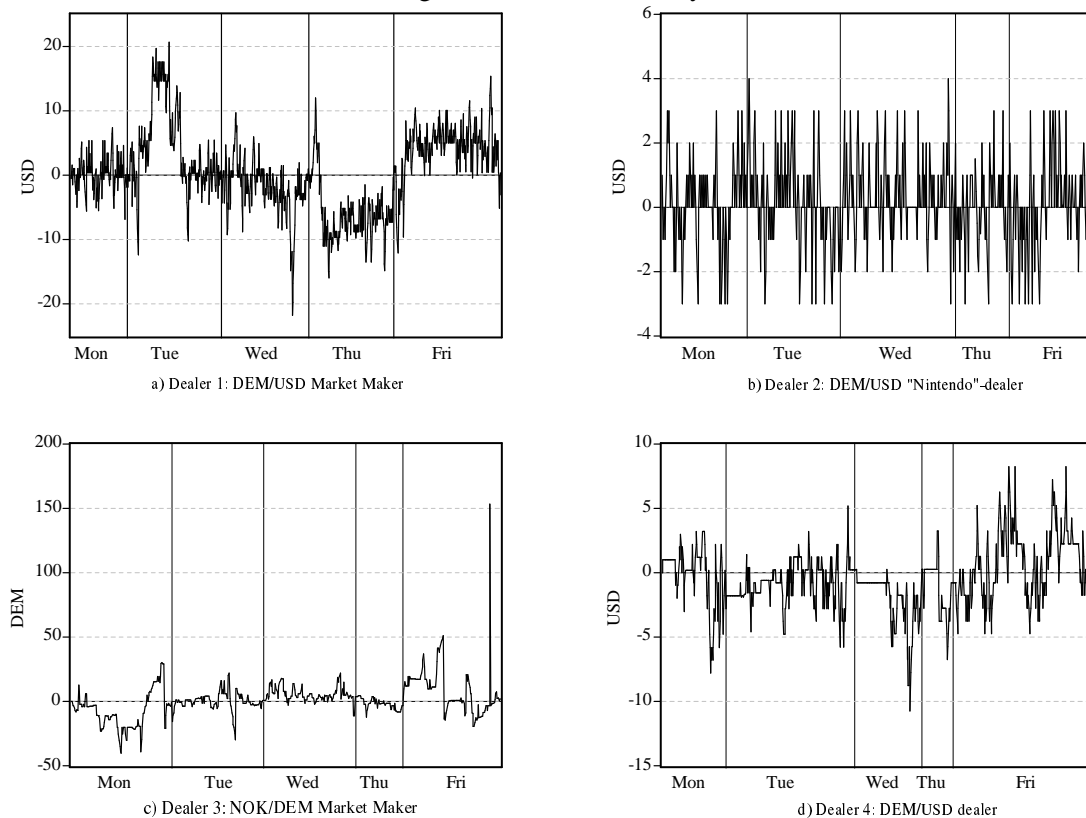 20
10
0
-10
-20
USD
Mon Tue Wed Thu Fri
a) Dealer 1: DEM/USD Market Maker
6
4
2
0
-2
-4
USD
Mon Tue Wed Thu Fri
b) Dealer 2: DEM/USD "Nintendo"-dealer
200
150
100
50
0
-50
DEM
Mon Tue Wed Thu Fri
c) Dealer 3: NOK/DEM Market Maker
10
5
0
-5
-10
-15
USD
Mon Tue Wed Thu Fri
d) Dealer 4: DEM/USD dealer